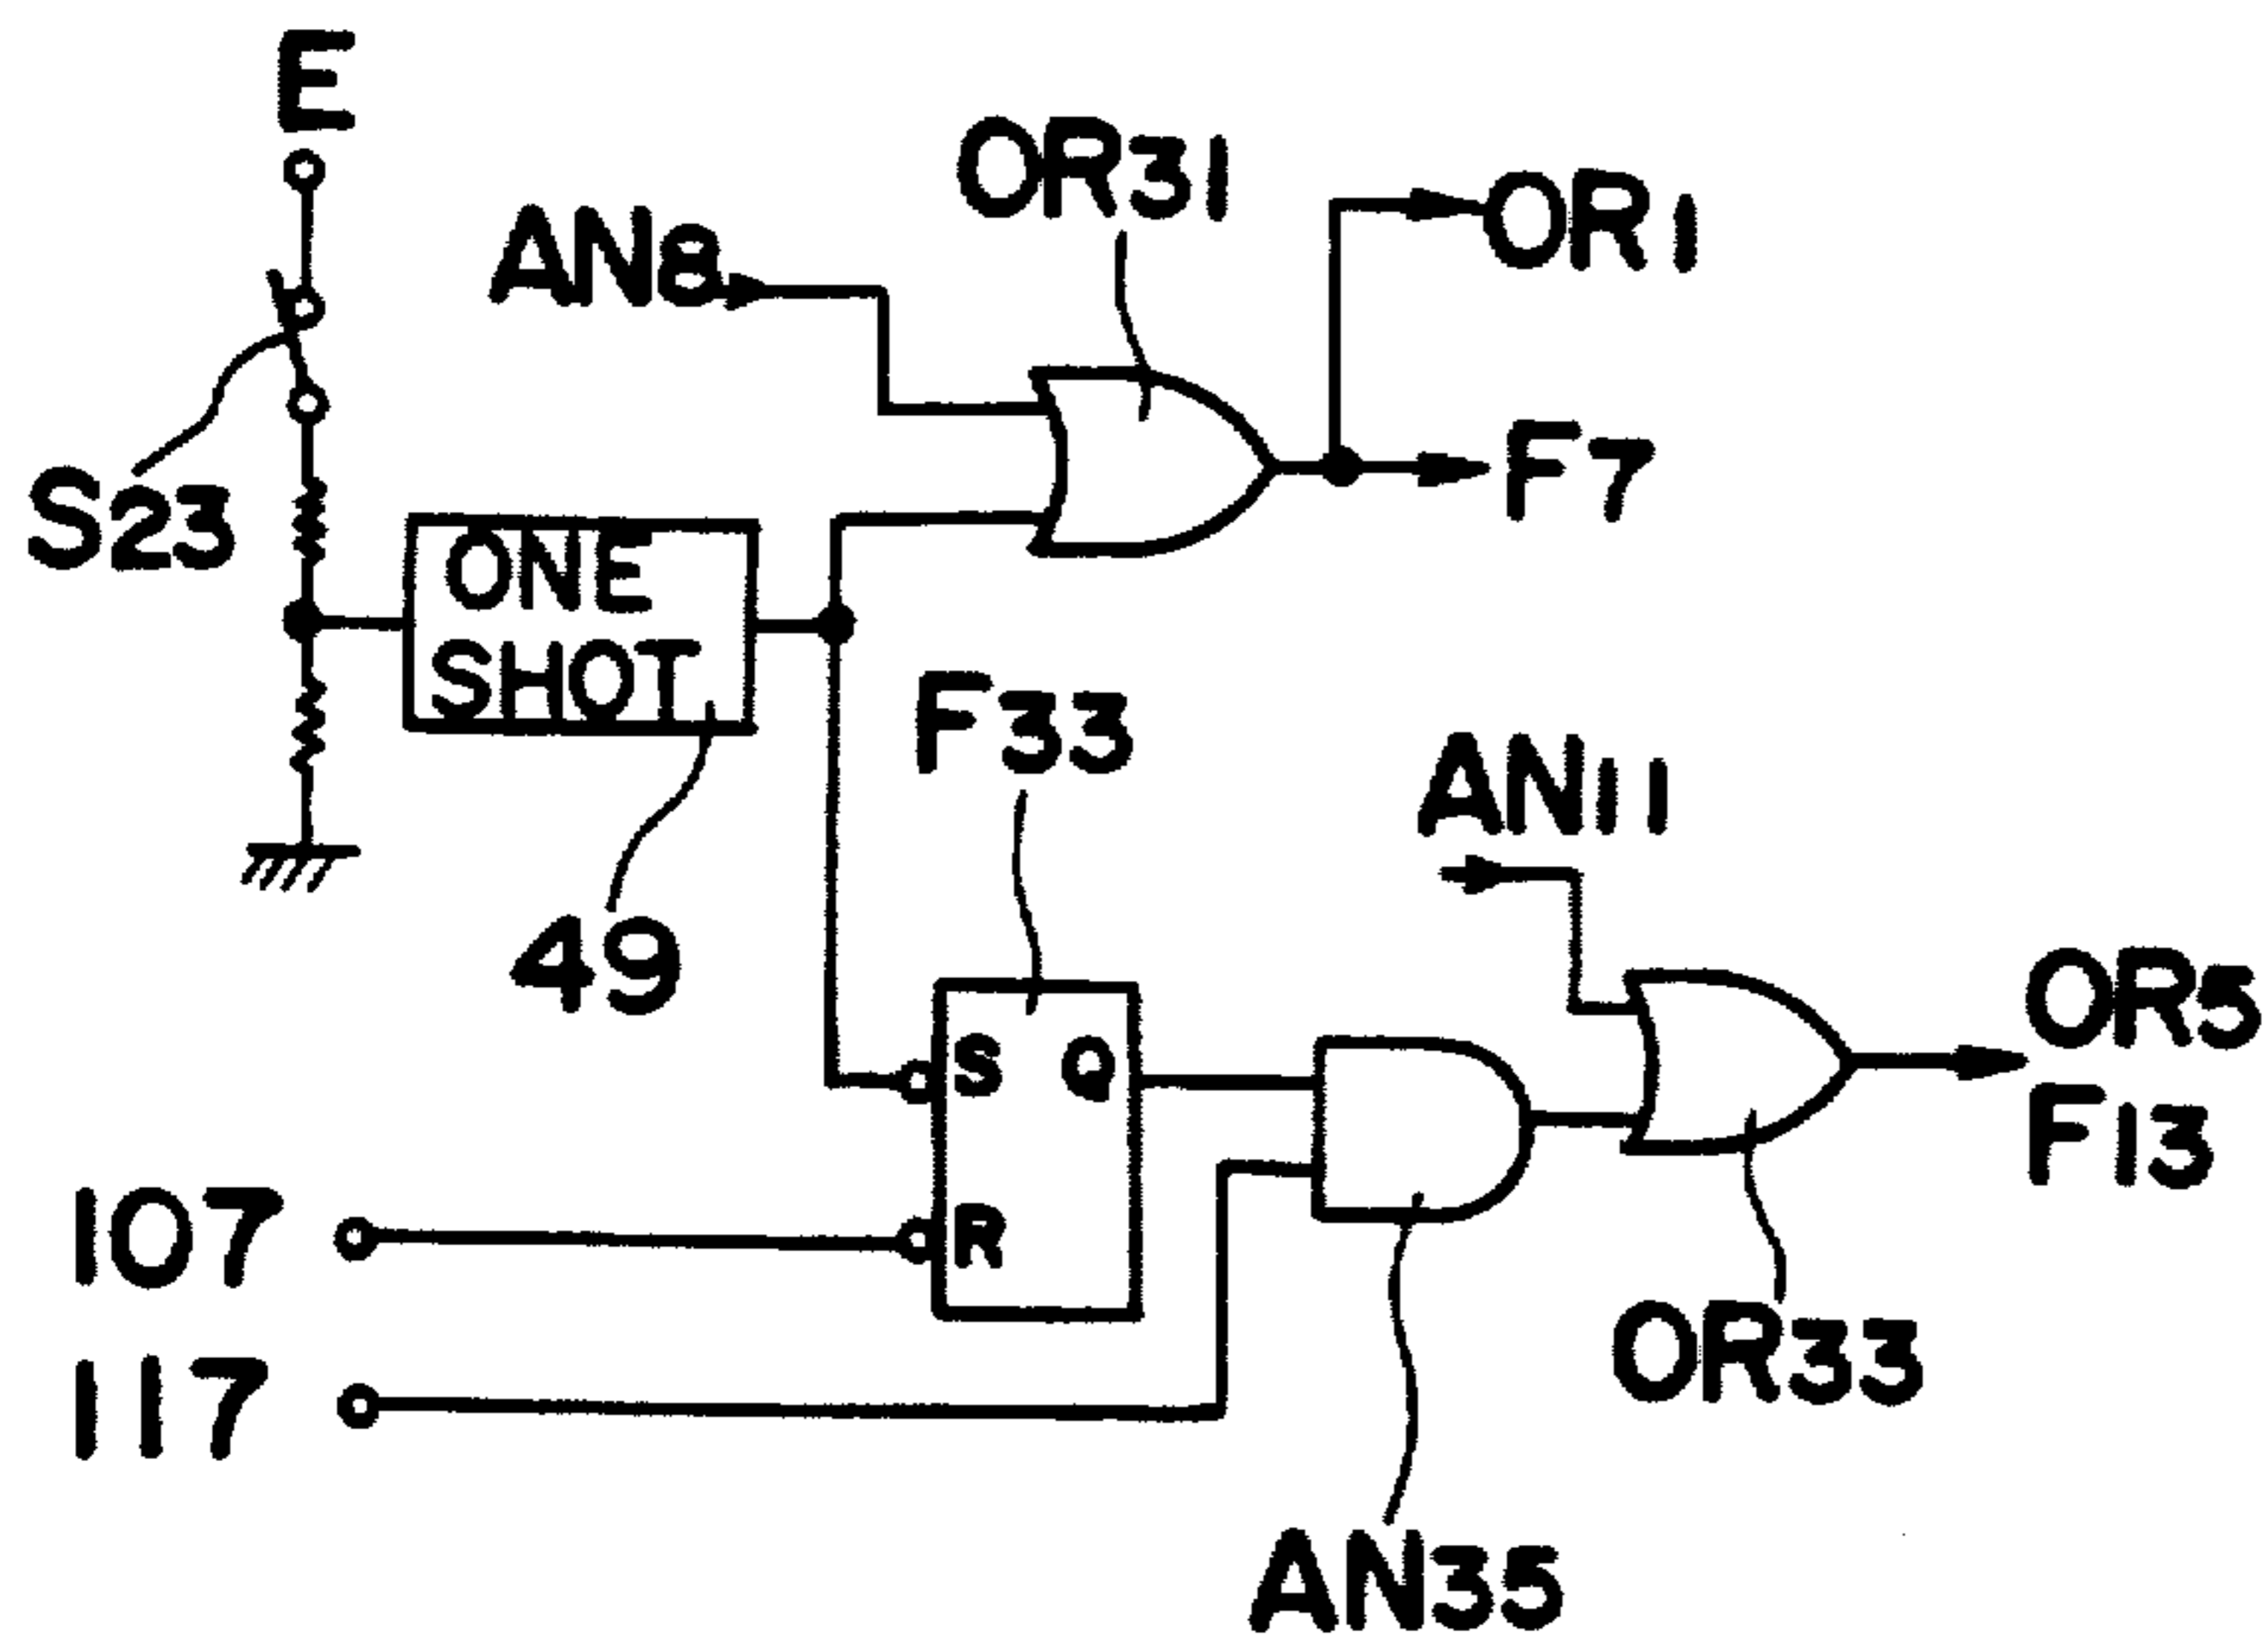 E
OR31
AN8
OR1
F7
S23
ONE
SHOT
F33
AN11
49
OR5
S Q
F13
107
R
OR33
117
AN35